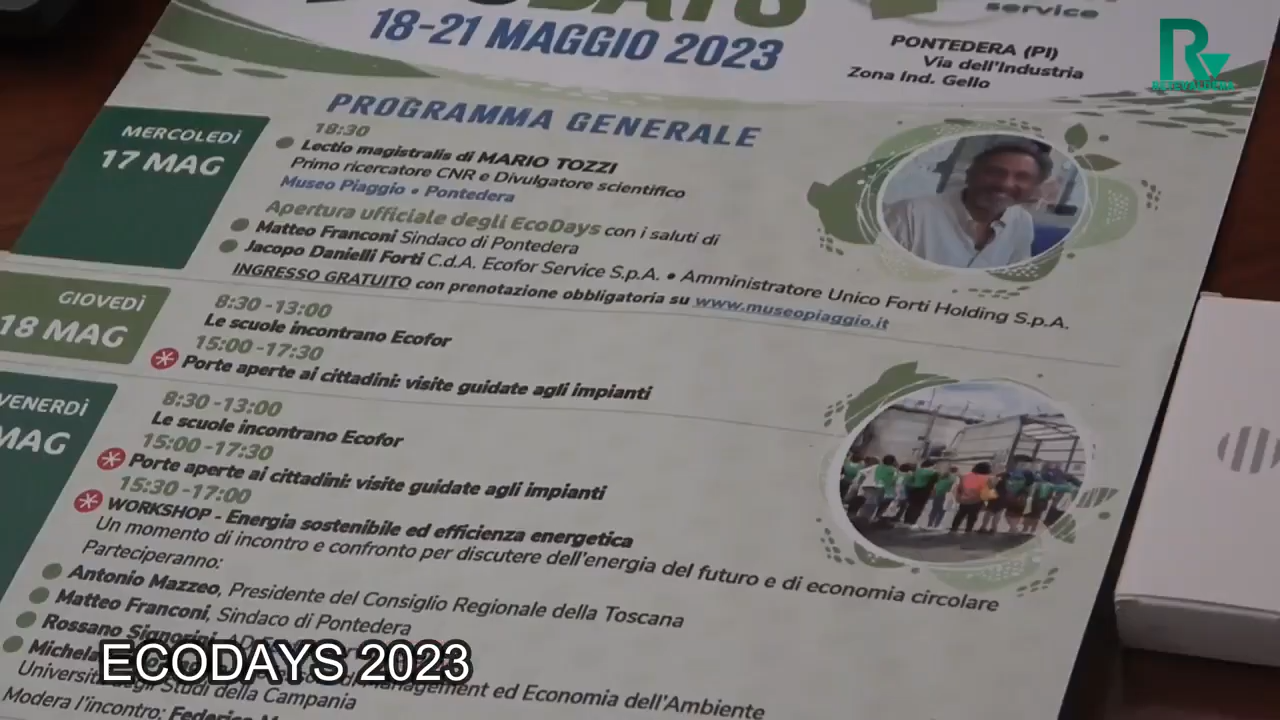 18-21 MAGGIO 2023
service
PONTEDERA (PI)
Via dell'Industria
Zona Ind. Gello
R
RETEVALDERA
PROGRAMMA GENERALE
MERCOLEDÌ
17 MAG
18:30
Lectio magistralis di MARIO TOZZI
Primo ricercatore CNR e Divulgatore scientifico
Museo Piaggio • Pontedera
Apertura ufficiale degli EcoDays con i saluti di
Matteo Franconi Sindaco di Pontedera
Jacopo Danielli Forti C.d.A. Ecofor Service S.p.A. • Amministratore Unico Forti Holding S.p.A.
INGRESSO GRATUITO con prenotazione obbligatoria su www.museopiaggio.it
GIOVEDÌ
18 MAG
8:30 -13:00
Le scuole incontrano Ecofor
15:00 -17:30
Porte aperte ai cittadini: visite guidate agli impianti
VENERDÌ
MAG
8:30 -13:00
Le scuole incontrano Ecofor
15:00 -17:30
Porte aperte ai cittadini: visite guidate agli impianti
15:30 -17:00
WORKSHOP - Energia sostenibile ed efficienza energetica
Un momento di incontro e confronto per discutere dell'energia del futuro e di economia circolare
Parteciperanno:
Antonio Mazzeo, Presidente del Consiglio Regionale della Toscana
Matteo Franconi, Sindaco di Pontedera
Rossano Signorini, AD
Michela di Management ed Economia dell'Ambiente
Università degli Studi della Campania
Modera l'incontro:
ECODAYS 2023